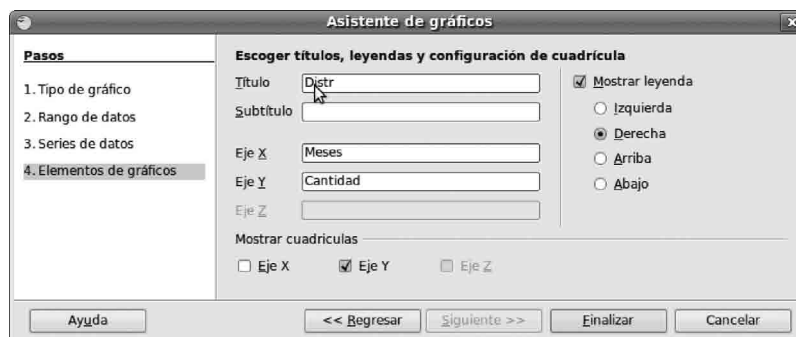 Asistente de gráficos
Pasos
1. Tipo de gráfico
2. Rango de datos
3. Series de datos
4. Elementos de gráficos
Escoger títulos, leyendas y configuración de cuadrícula
Título Distr
Subtítulo
Eje X Meses
Eje Y Cantidad
Eje Z
Mostrar leyenda
Izquierda
Derecha
Arriba
Abajo
Mostrar cuadriculas
Eje X Eje Y Eje Z
Ayuda << Regresar Siguiente >> Finalizar Cancelar